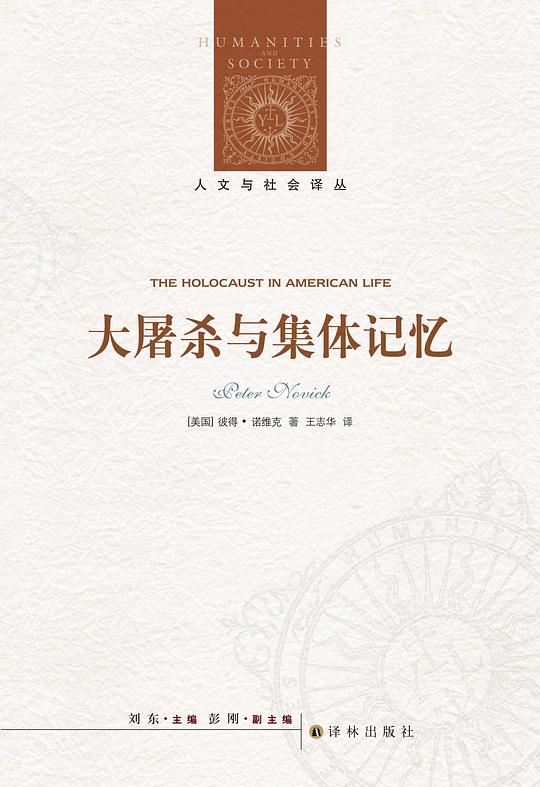 HUMANITIES
AND
SOCIETY
Y L
人文与社会译丛
THE HOLOCAUST IN AMERICAN LIFE
大屠杀与集体记忆
Peter Novick
[美国] 彼得·诺维克 著 王志华 译
HUMANITIES
Y L
刘东·主编 彭刚·副主编
译林出版社